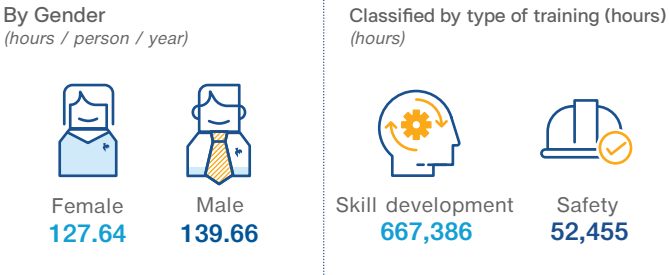 By Gender
(hours / person / year)
Female
127.64
Male
139.66
Classified by type of training (hours)
(hours)
Skill development
667,386
Safety
52,455